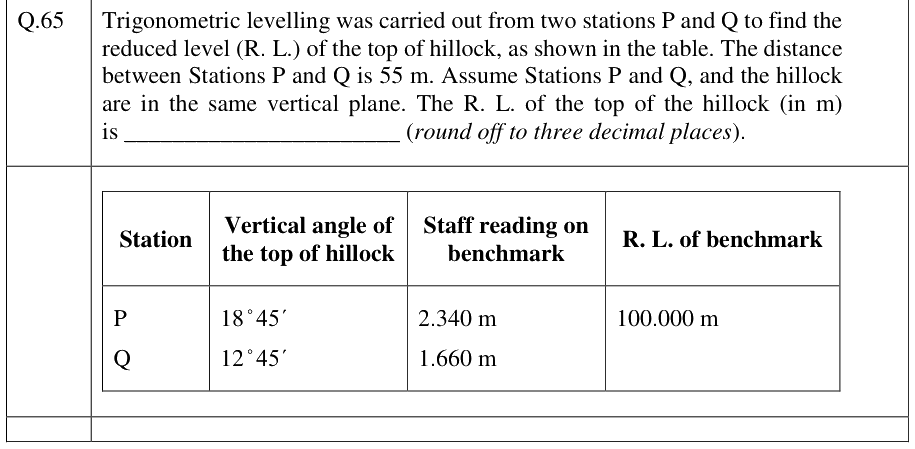 Q.65
Trigonometric levelling was carried out from two stations P and Q to find the
reduced level (R. L.) of the top of hillock, as shown in the table. The distance
between Stations P and Q is 55 m. Assume Stations P and Q, and the hillock
are in the same vertical plane. The R. L. of the top of the hillock (in m)
is ________________________ (round off to three decimal places).
Station
Vertical angle of
the top of hillock
Staff reading on
benchmark
R. L. of benchmark
P 18˚45′ 2.340 m 100.000 m
Q 12˚45′ 1.660 m